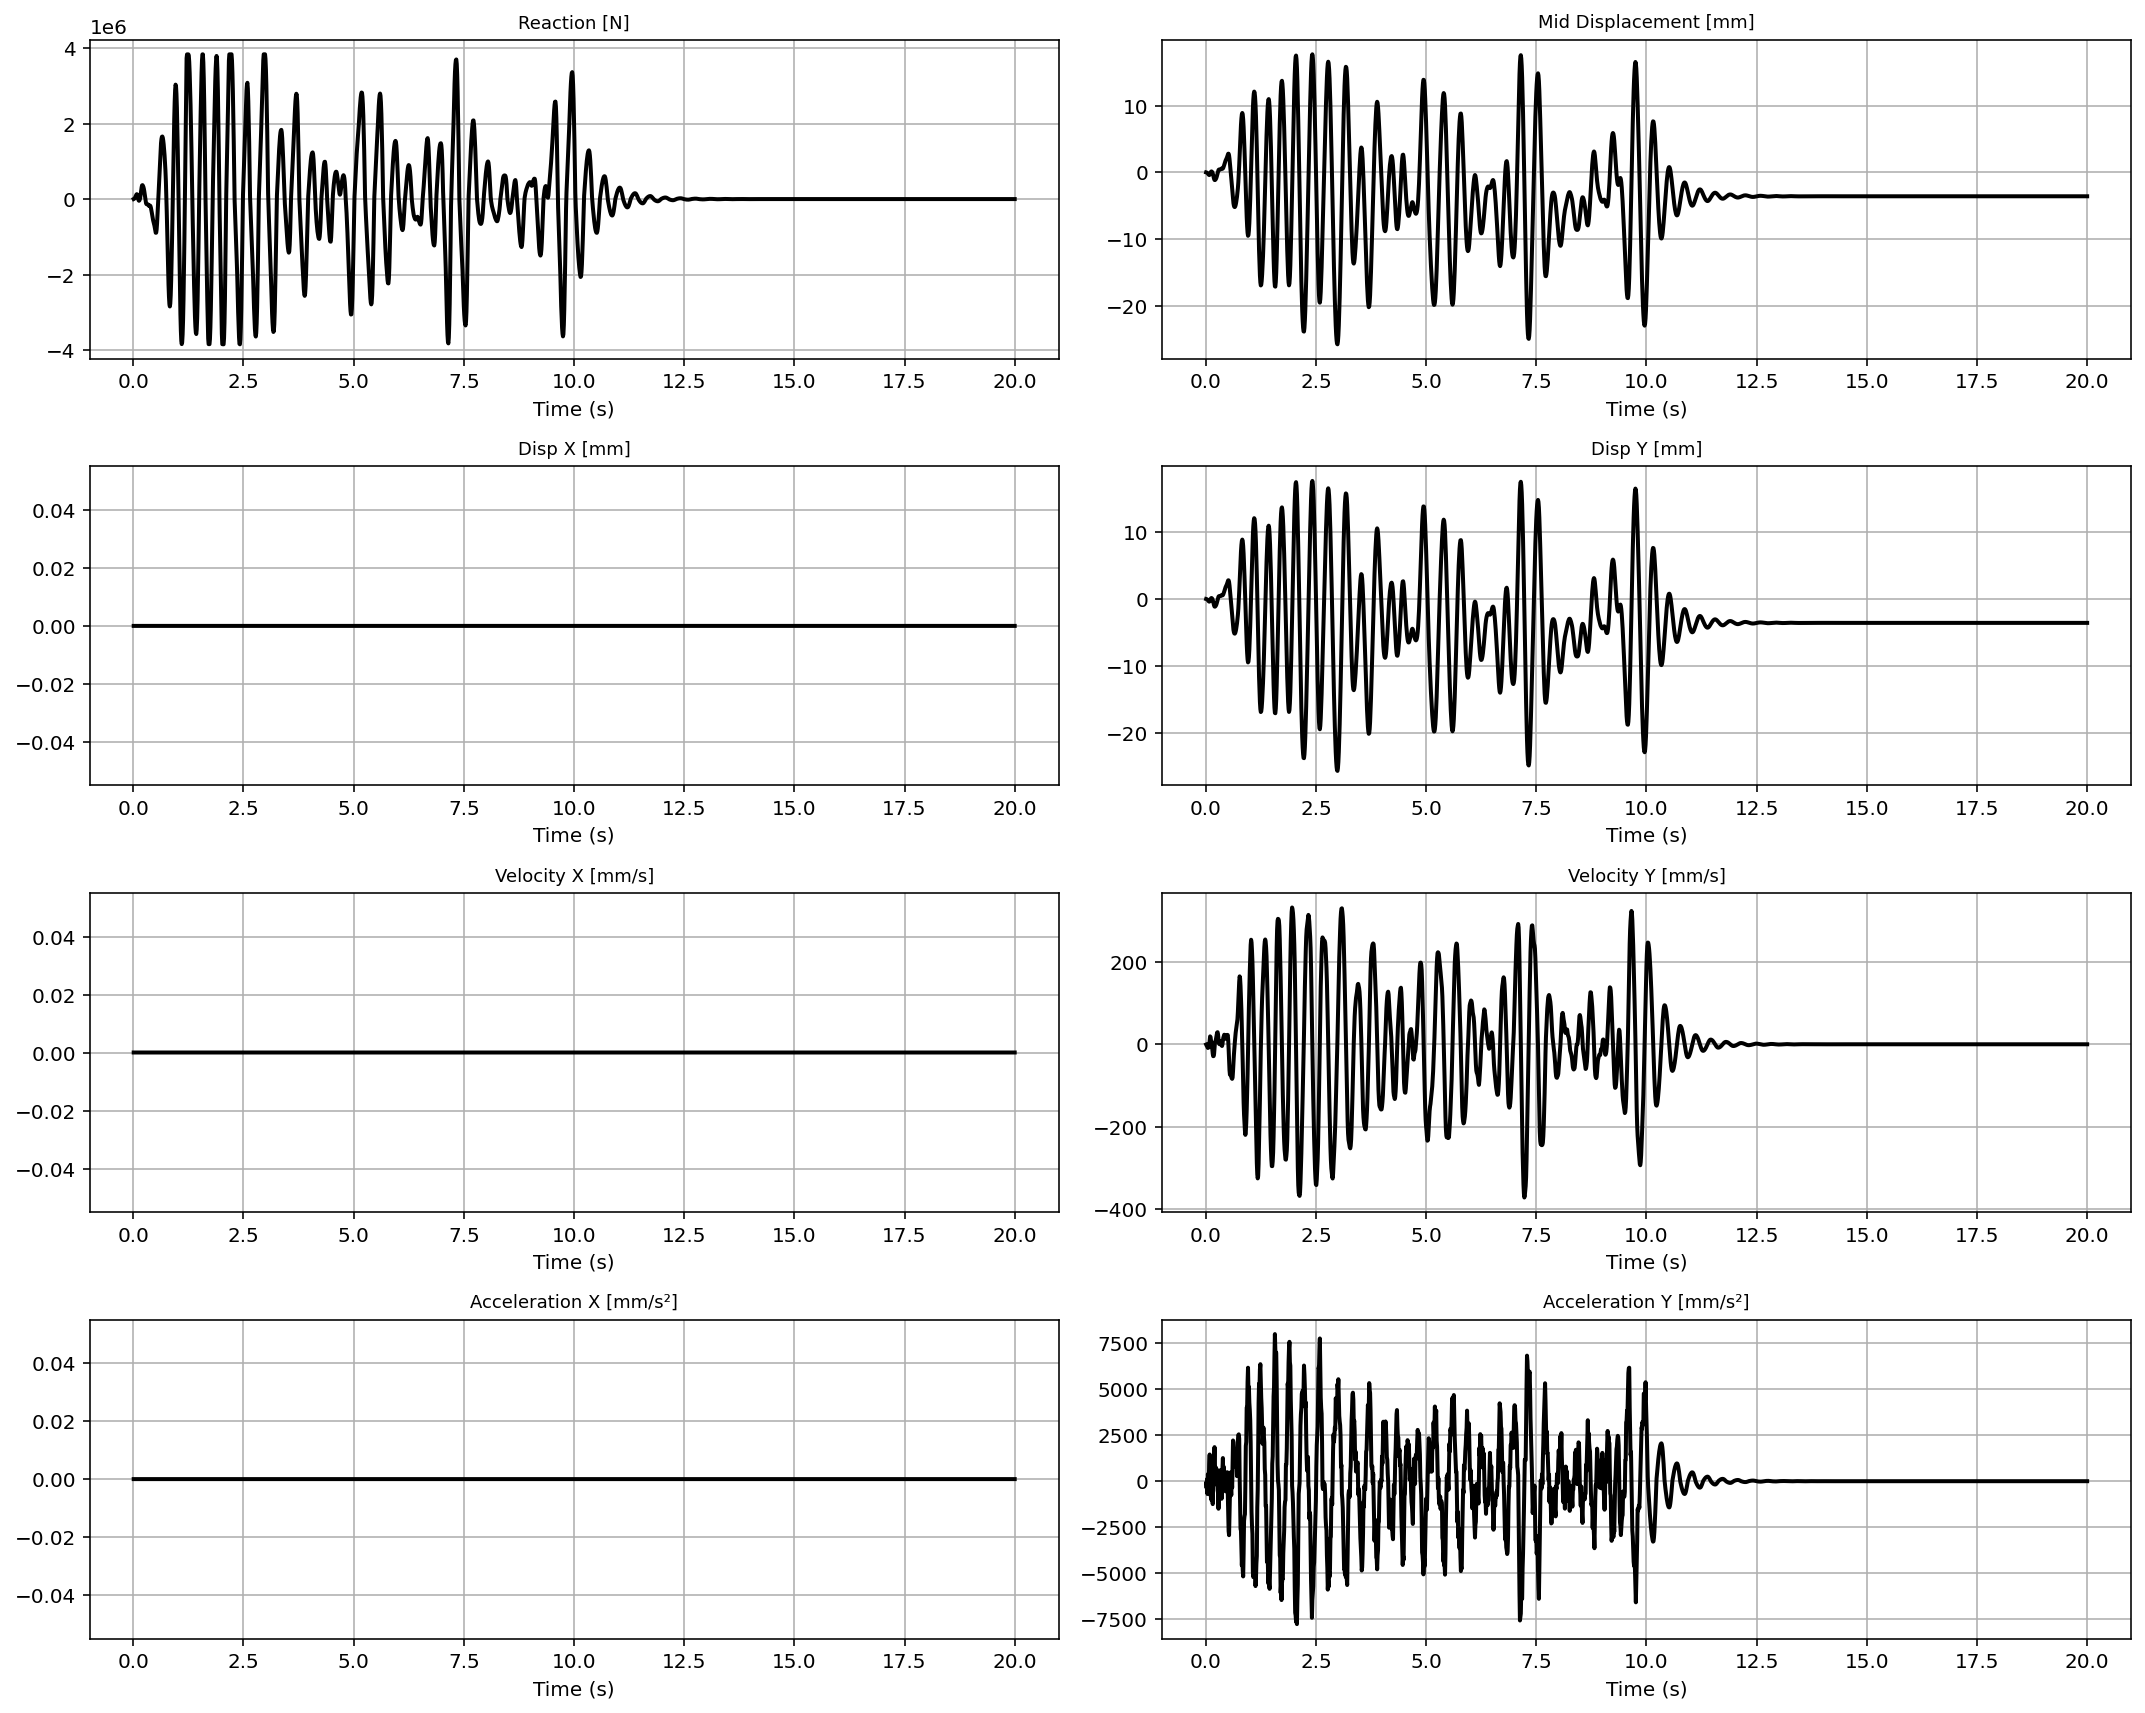 Reaction [N]
1e6
4
2
0
−2
−4
0.0 2.5 5.0 7.5 10.0 12.5 15.0 17.5 20.0
Time (s)
Mid Displacement [mm]
10
0
−10
−20
0.0 2.5 5.0 7.5 10.0 12.5 15.0 17.5 20.0
Time (s)
Disp X [mm]
0.04
0.02
0.00
−0.02
−0.04
0.0 2.5 5.0 7.5 10.0 12.5 15.0 17.5 20.0
Time (s)
Disp Y [mm]
10
0
−10
−20
0.0 2.5 5.0 7.5 10.0 12.5 15.0 17.5 20.0
Time (s)
Velocity X [mm/s]
0.04
0.02
0.00
−0.02
−0.04
0.0 2.5 5.0 7.5 10.0 12.5 15.0 17.5 20.0
Time (s)
Velocity Y [mm/s]
200
0
−200
−400
0.0 2.5 5.0 7.5 10.0 12.5 15.0 17.5 20.0
Time (s)
Acceleration X [mm/s²]
0.04
0.02
0.00
−0.02
−0.04
0.0 2.5 5.0 7.5 10.0 12.5 15.0 17.5 20.0
Time (s)
Acceleration Y [mm/s²]
7500
5000
2500
0
−2500
−5000
−7500
0.0 2.5 5.0 7.5 10.0 12.5 15.0 17.5 20.0
Time (s)